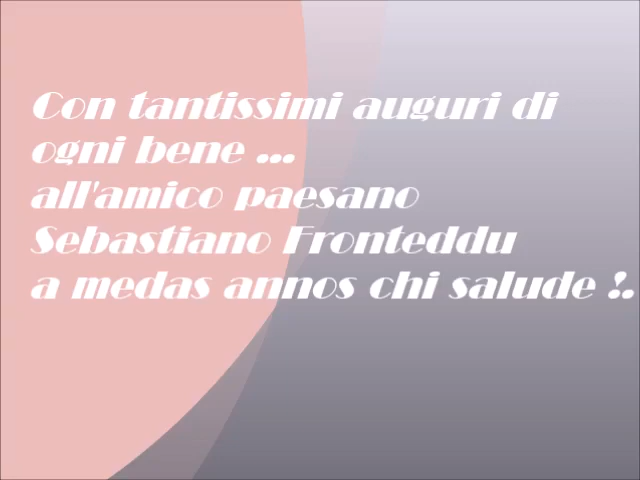 Con tantissimi auguri di
ogni bene ...
all'amico paesano
Sebastiano Fronteddu
a medas annos chi salude !.